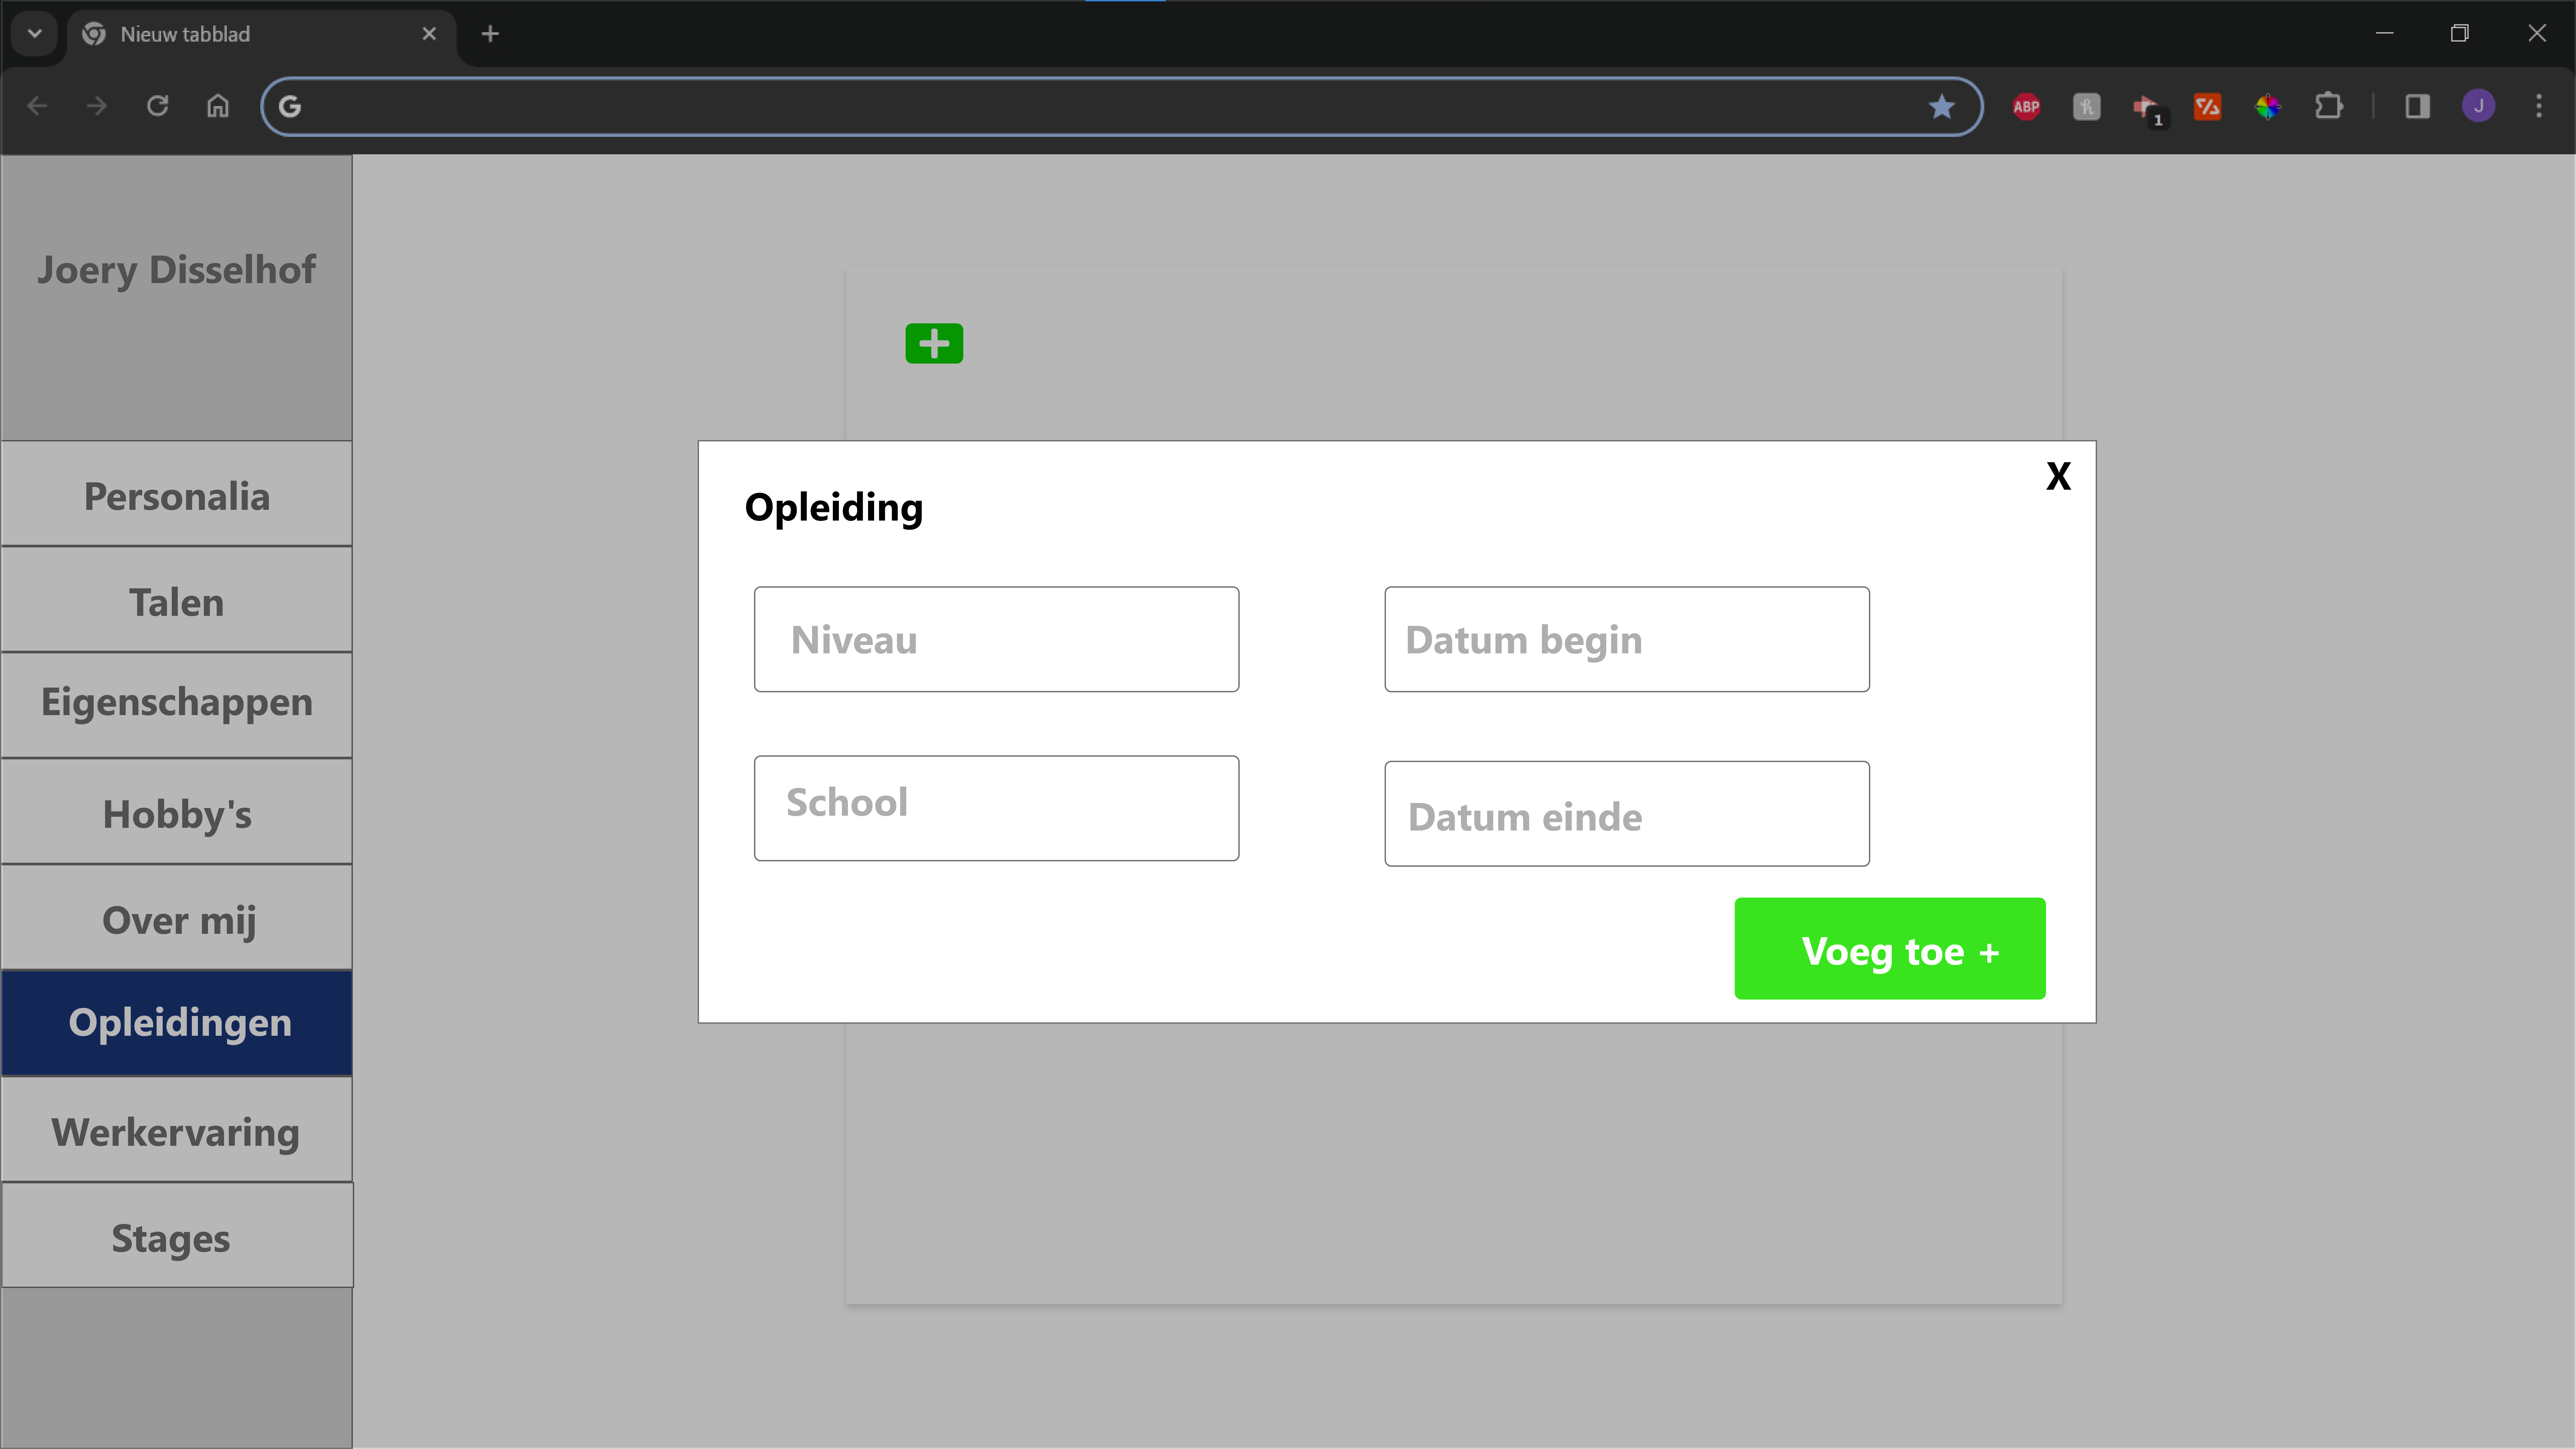 Nieuw tabblad
G
ABP
1
J
Joery Disselhof
Personalia
Talen
Eigenschappen
Hobby's
Over mij
Opleidingen
Werkervaring
Stages
X
Opleiding
Niveau
Datum begin
School
Datum einde
Voeg toe +